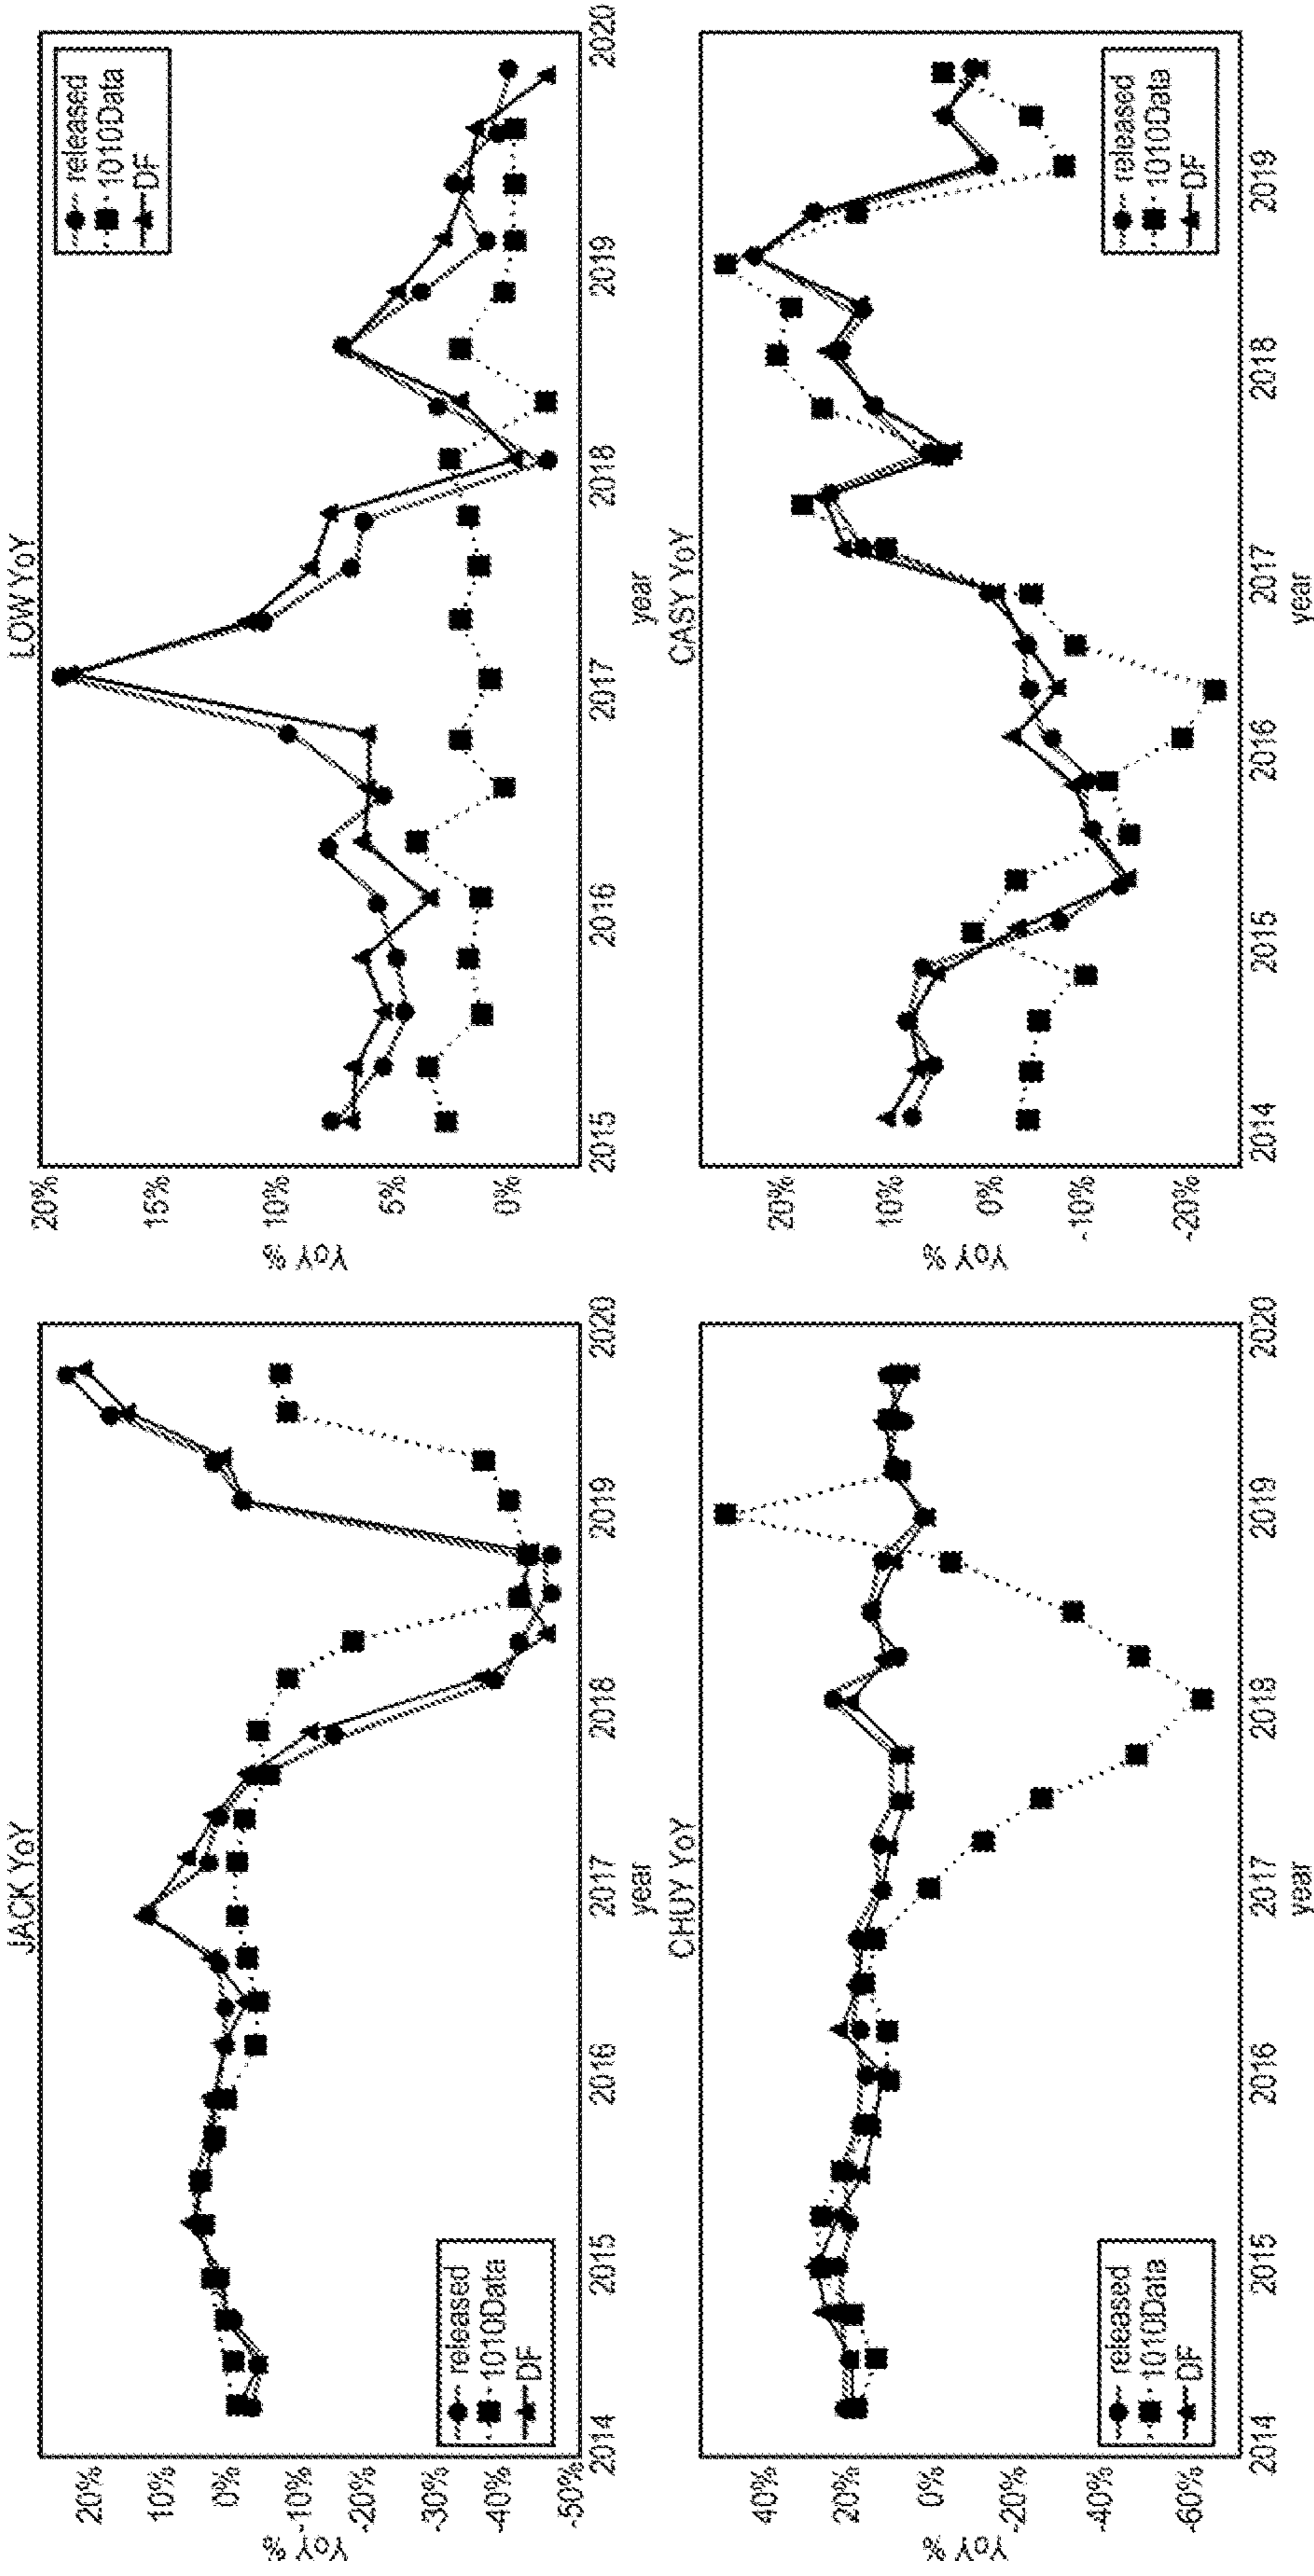 JACK YoY
YoY %
20%
10%
0%
-10%
-20%
-30%
-40%
-50%
released
1010Data
DF
2014
2015
2016
2017
2018
2019
2020
year
LOW YoY
YoY %
20%
15%
10%
5%
0%
released
1010Data
DF
2015
2016
2017
2018
2019
2020
year
CHUY YoY
YoY %
40%
20%
0%
-20%
-40%
-60%
released
1010Data
DF
2014
2015
2016
2017
2018
2019
2020
year
CASY YoY
YoY %
20%
10%
0%
-10%
-20%
released
1010Data
DF
2014
2015
2016
2017
2018
2019
year